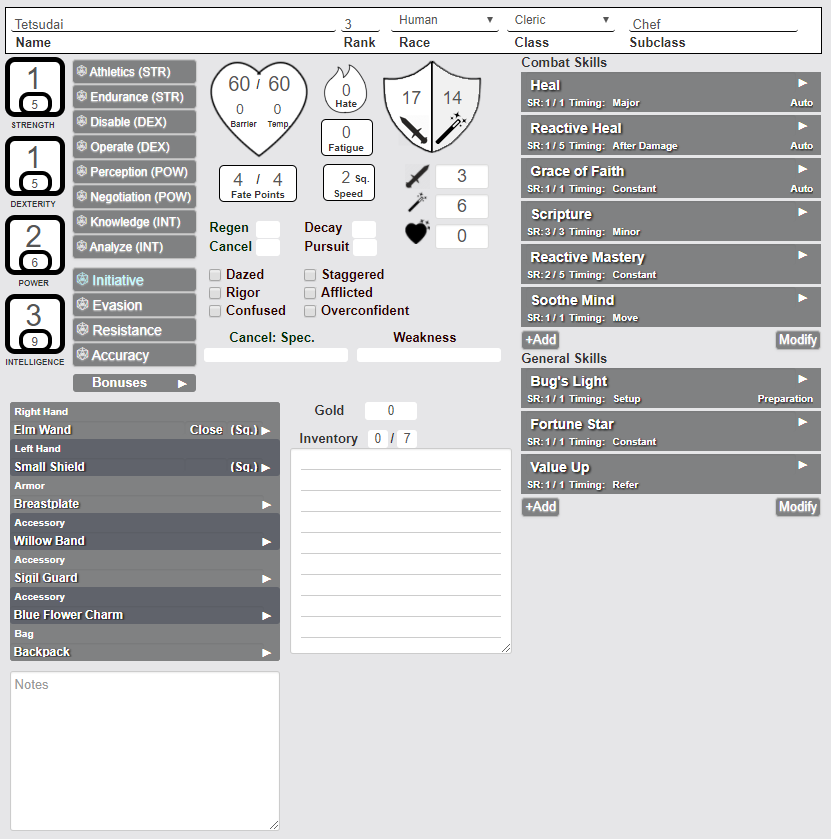 Tetsudai 3 Human Cleric Chef
Name Rank Race Class Subclass
1
5
STRENGTH
1
5
DEXTERITY
2
6
POWER
3
9
INTELLIGENCE
Athletics (STR)
Endurance (STR)
Disable (DEX)
Operate (DEX)
Perception (POW)
Negotiation (POW)
Knowledge (INT)
Analyze (INT)
Initiative
Evasion
Resistance
Accuracy
Bonuses
60 / 60
0 0
Barrier Temp.
4 / 4
Fate Points
0
Hate
0
Fatigue
2 Sq.
Speed
17 14
3
6
0
Regen Decay
Cancel Pursuit
Dazed Staggered
Rigor Afflicted
Confused Overconfident
Cancel: Spec. Weakness
Combat Skills
Heal
SR: 1 / 1 Timing: Major Auto
Reactive Heal
SR: 1 / 5 Timing: After Damage Auto
Grace of Faith
SR: 1 / 1 Timing: Constant Auto
Scripture
SR: 3 / 3 Timing: Minor
Reactive Mastery
SR: 2 / 5 Timing: Constant
Soothe Mind
SR: 1 / 1 Timing: Move
+Add Modify
General Skills
Bug's Light
SR: 1 / 1 Timing: Setup Preparation
Fortune Star
SR: 1 / 1 Timing: Constant
Value Up
SR: 1 / 1 Timing: Refer
+Add Modify
Right Hand
Elm Wand Close (Sq.)
Left Hand
Small Shield (Sq.)
Armor
Breastplate
Accessory
Willow Band
Accessory
Sigil Guard
Accessory
Blue Flower Charm
Bag
Backpack
Gold 0
Inventory 0 / 7
Notes